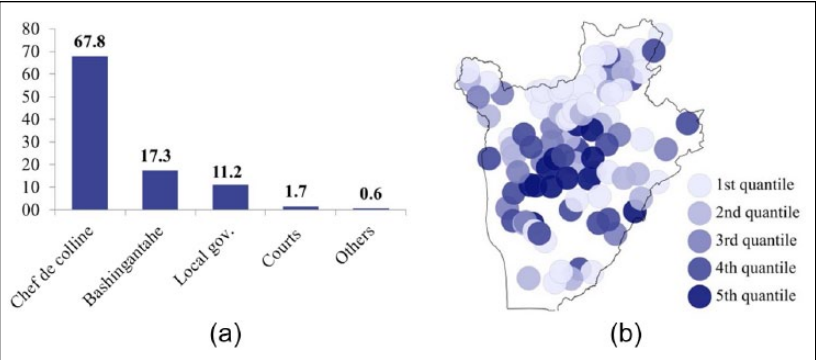 80
70
60
50
40
30
20
10
00
67.8
17.3
11.2
1.7
0.6
Chef de colline
Bashingantahe
Local gov.
Courts
Others
(a)
1st quantile
2nd quantile
3rd quantile
4th quantile
5th quantile
(b)